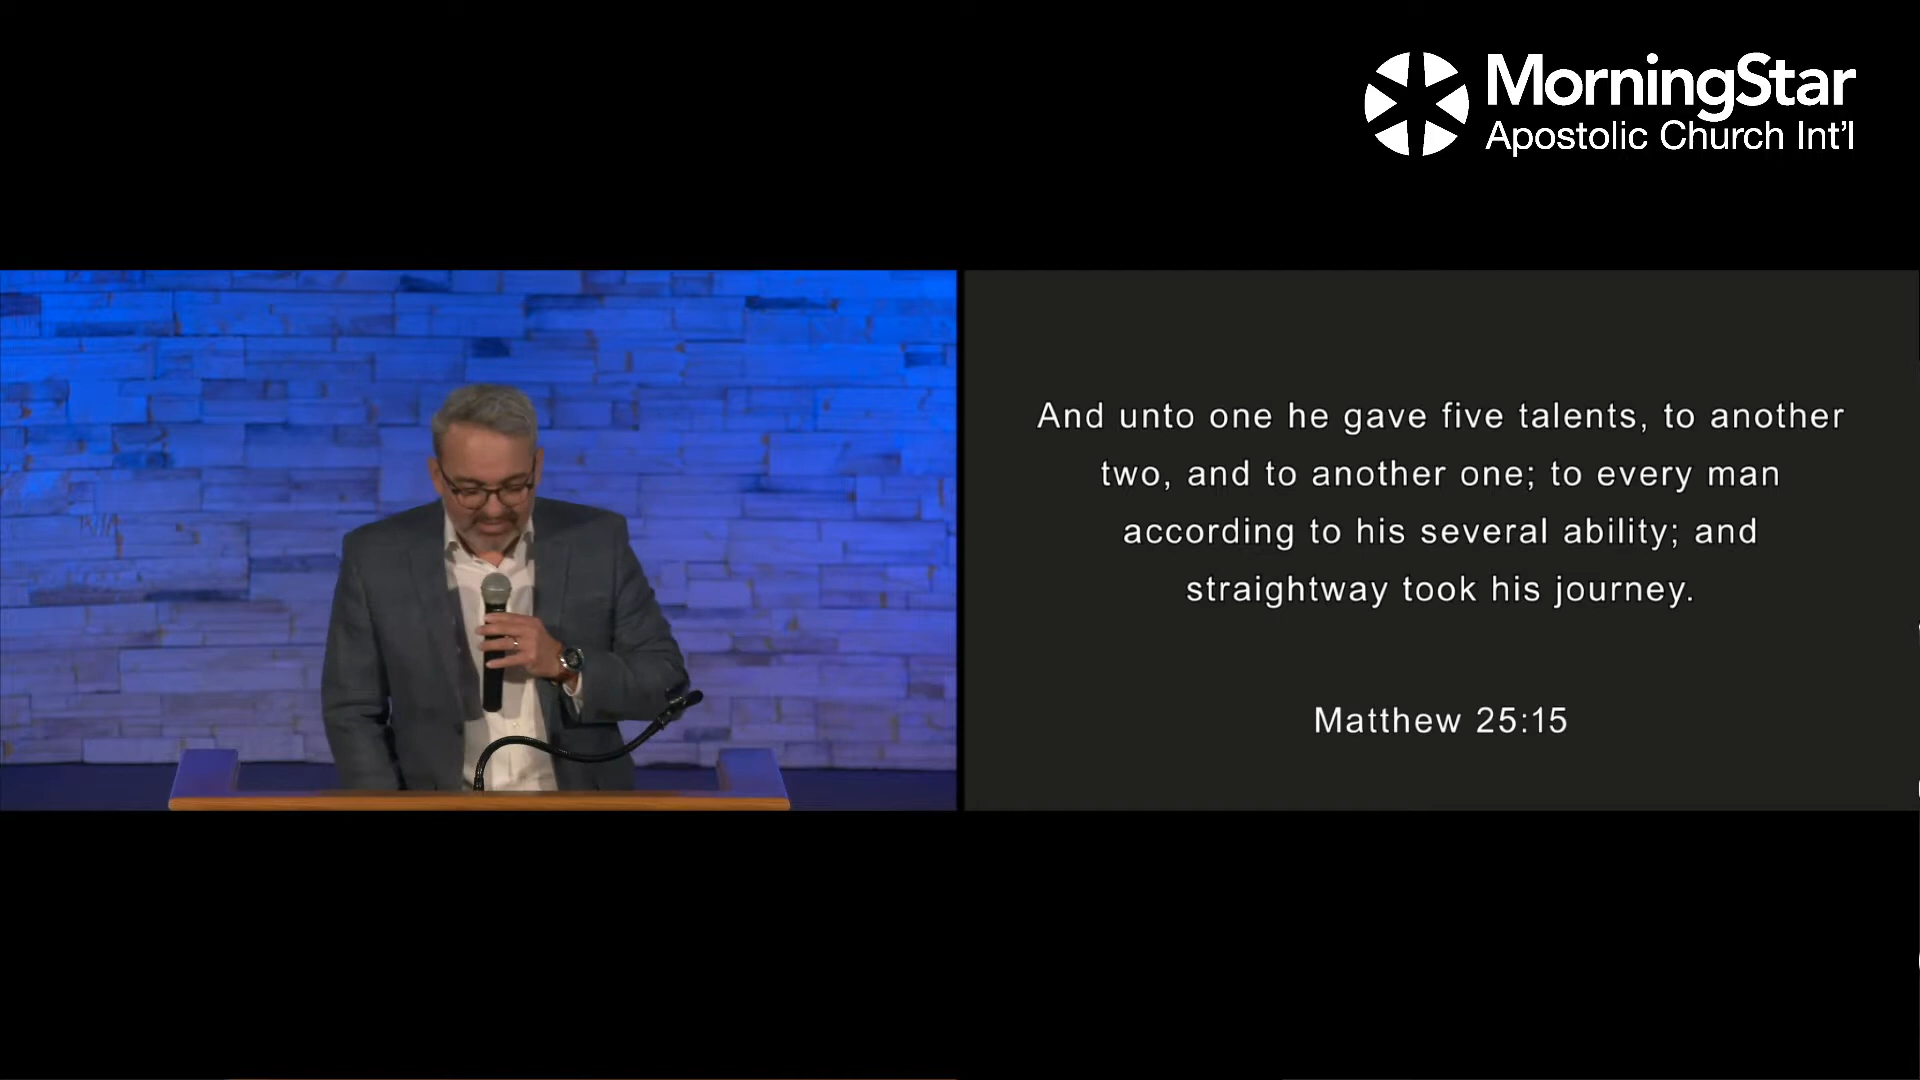 MorningStar
Apostolic Church Int'l
And unto one he gave five talents, to another
two, and to another one; to every man
according to his several ability; and
straightway took his journey.
Matthew 25:15